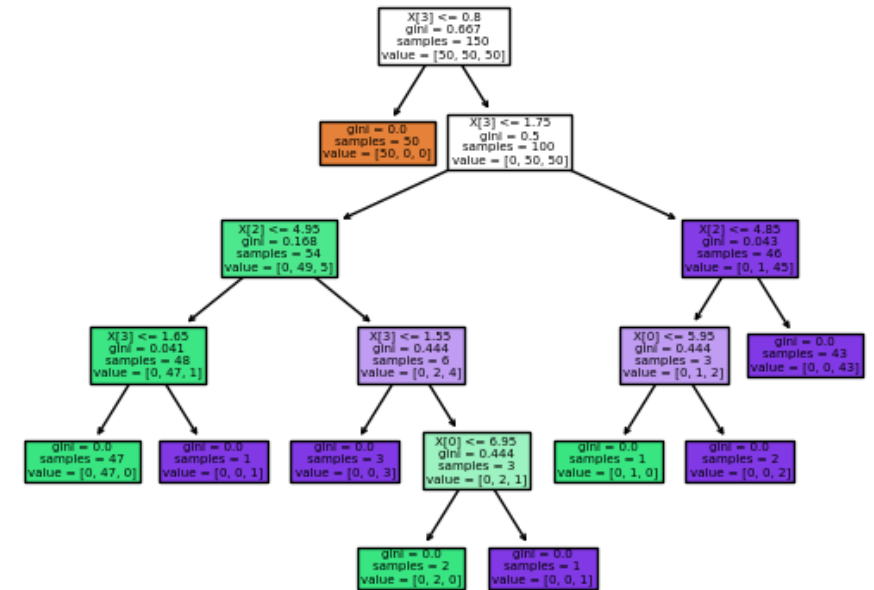 X[3] <= 0.8
gini = 0.667
samples = 150
value = [50, 50, 50]
gini = 0.0
samples = 50
value = [50, 0, 0]
X[3] <= 1.75
gini = 0.5
samples = 100
value = [0, 50, 50]
X[2] <= 4.95
gini = 0.168
samples = 54
value = [0, 49, 5]
X[2] <= 4.85
gini = 0.043
samples = 46
value = [0, 1, 45]
X[3] <= 1.65
gini = 0.041
samples = 48
value = [0, 47, 1]
X[3] <= 1.55
gini = 0.444
samples = 6
value = [0, 2, 4]
X[0] <= 5.95
gini = 0.444
samples = 3
value = [0, 1, 2]
gini = 0.0
samples = 43
value = [0, 0, 43]
gini = 0.0
samples = 47
value = [0, 47, 0]
gini = 0.0
samples = 1
value = [0, 0, 1]
gini = 0.0
samples = 3
value = [0, 0, 3]
X[0] <= 6.95
gini = 0.444
samples = 3
value = [0, 2, 1]
gini = 0.0
samples = 1
value = [0, 1, 0]
gini = 0.0
samples = 2
value = [0, 0, 2]
gini = 0.0
samples = 2
value = [0, 2, 0]
gini = 0.0
samples = 1
value = [0, 0, 1]